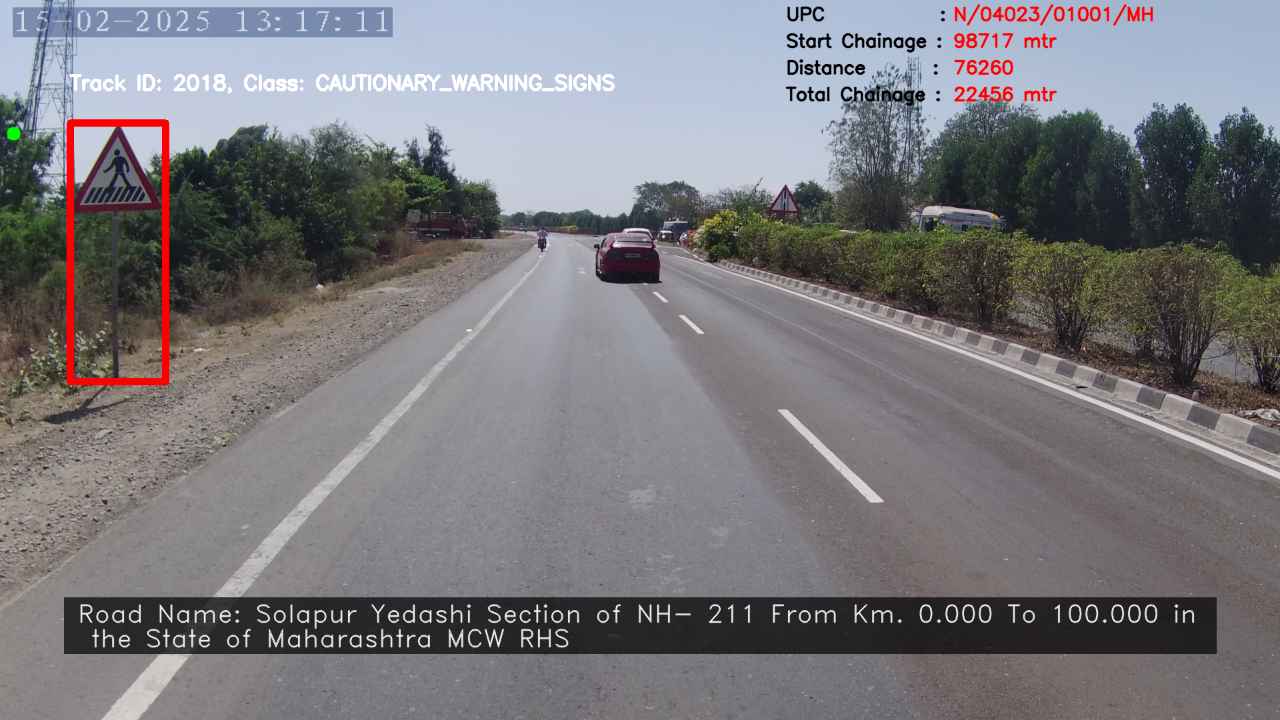 15-02-2025 13:17:11
UPC : N/04023/01001/MH
Start Chainage : 98717 mtr
Distance : 76260
Total Chainage : 22456 mtr
Track ID: 2018, Class: CAUTIONARY_WARNING_SIGNS
Road Name: Solapur Yedashi Section of NH- 211 From Km. 0.000 To 100.000 in
the State of Maharashtra MCW RHS